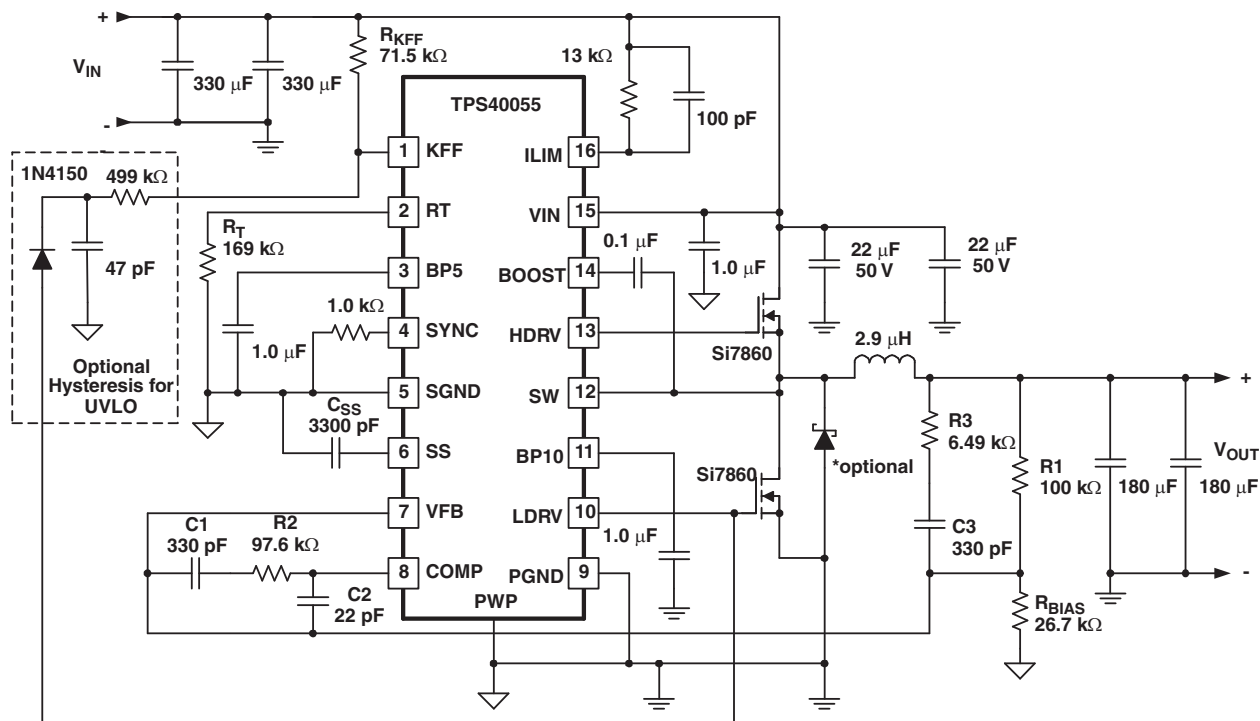 +
V_IN
-
330 µF
330 µF
R_KFF
71.5 kΩ
13 kΩ
100 pF
TPS40055
1 KFF
2 RT
3 BP5
4 SYNC
5 SGND
6 SS
7 VFB
8 COMP
ILIM 16
VIN 15
BOOST 14
HDRV 13
SW 12
BP10 11
LDRV 10
PGND 9
PWP
1N4150
499 kΩ
47 pF
Optional
Hysteresis for
UVLO
R_T
169 kΩ
1.0 µF
1.0 kΩ
C_SS
3300 pF
C1
330 pF
R2
97.6 kΩ
C2
22 pF
0.1 µF
1.0 µF
22 µF
50 V
22 µF
50 V
Si7860
2.9 µH
Si7860
*optional
1.0 µF
R3
6.49 kΩ
C3
330 pF
R1
100 kΩ
R_BIAS
26.7 kΩ
180 µF
180 µF
+
V_OUT
-